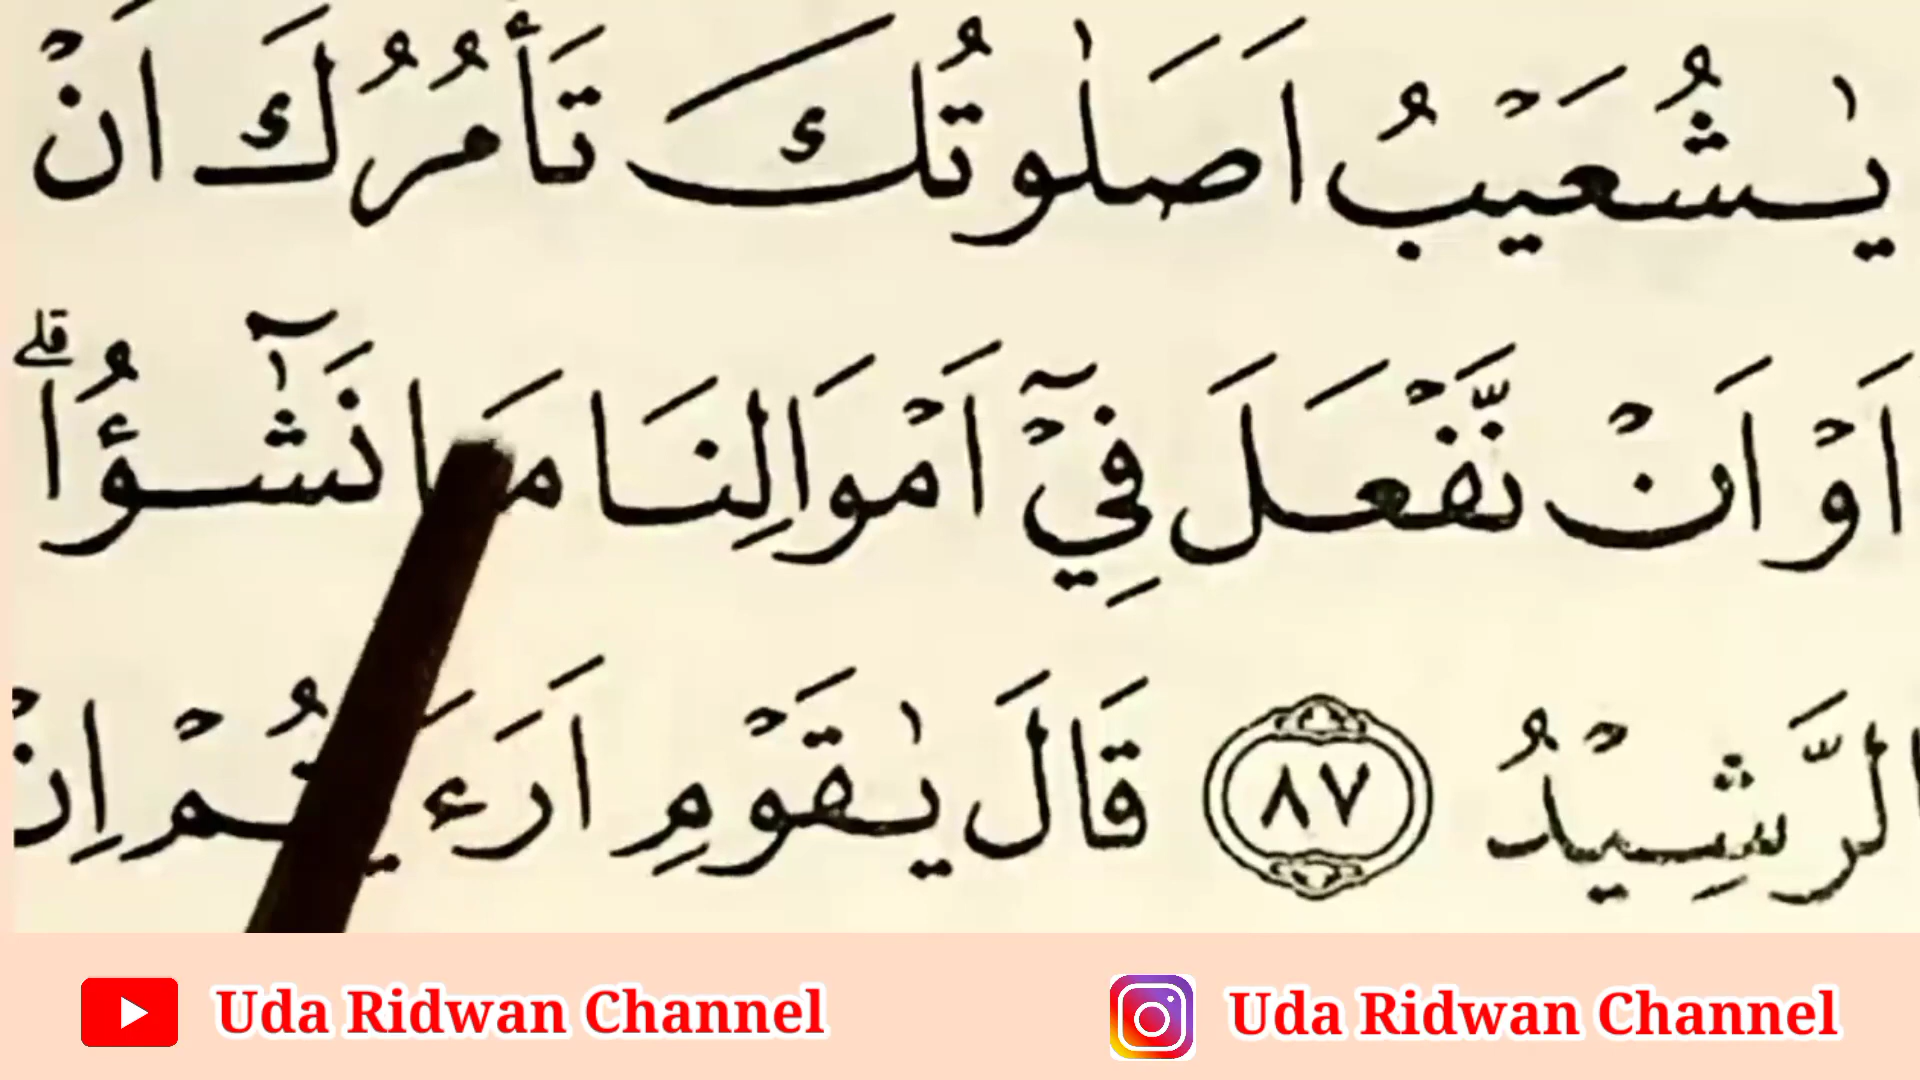 يٰشُعَيْبُ اَصَلٰوتُكَ تَأْمُرُكَ اَنْ
اَوْ اَنْ نَّفْعَلَ فِيْٓ اَمْوَالِنَا مَا نَشٰۤؤُاۗ
الرَّشِيْدُ ٨٧ قَالَ يٰقَوْمِ اَرَءَيْتُمْ اِنْ
Uda Ridwan Channel
Uda Ridwan Channel